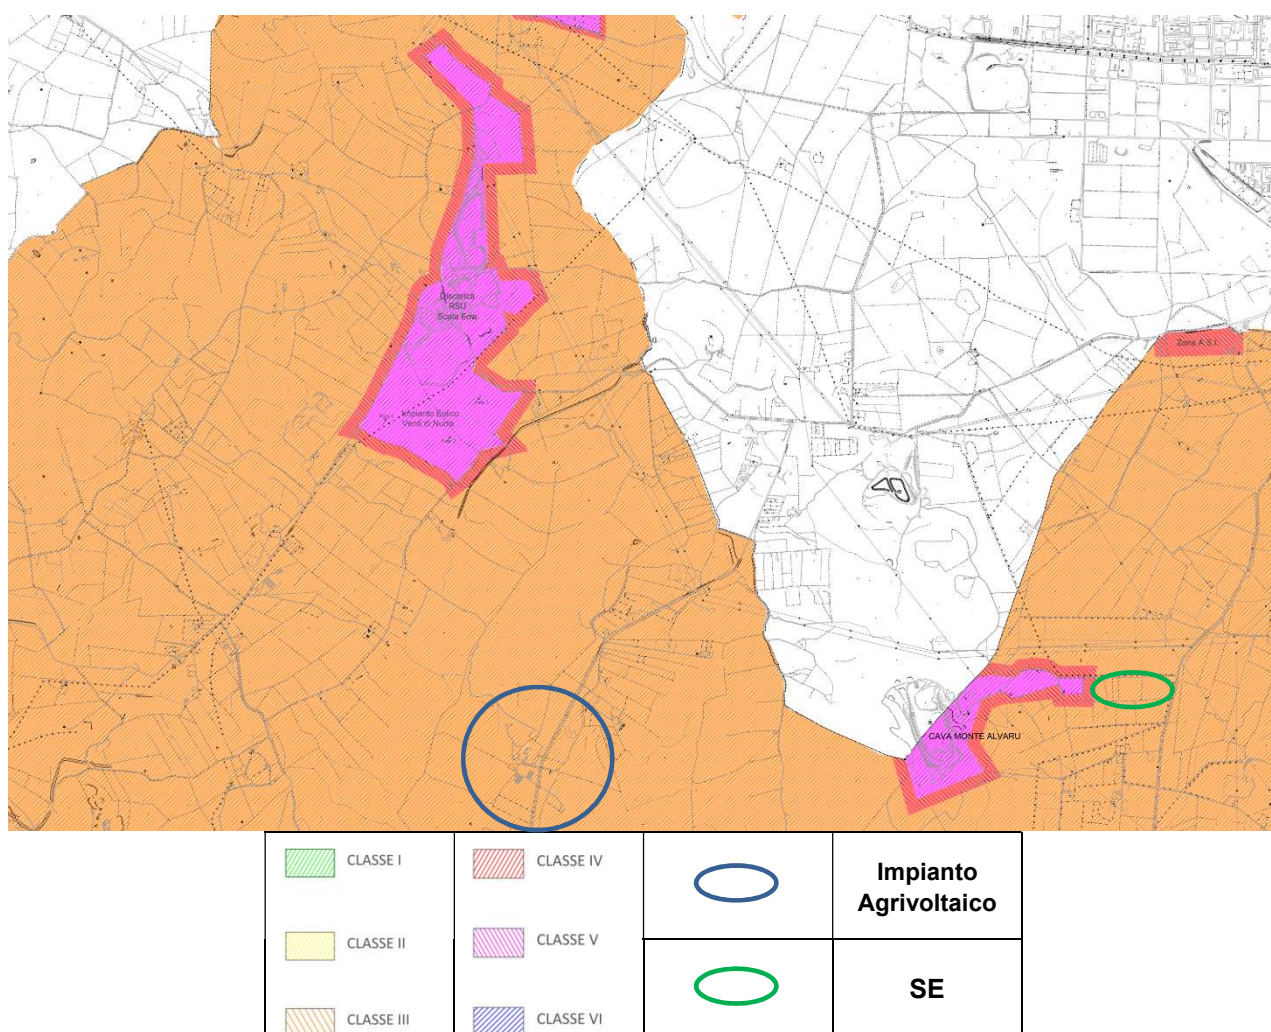 Discarica
RSU
Scala Erre
Impianto Eolico
Venti di Nurra
Zona A.S.I.
CAVA MONTE ALVARU
CLASSE I
CLASSE IV
Impianto
Agrivoltaico
CLASSE II
CLASSE V
SE
CLASSE III
CLASSE VI